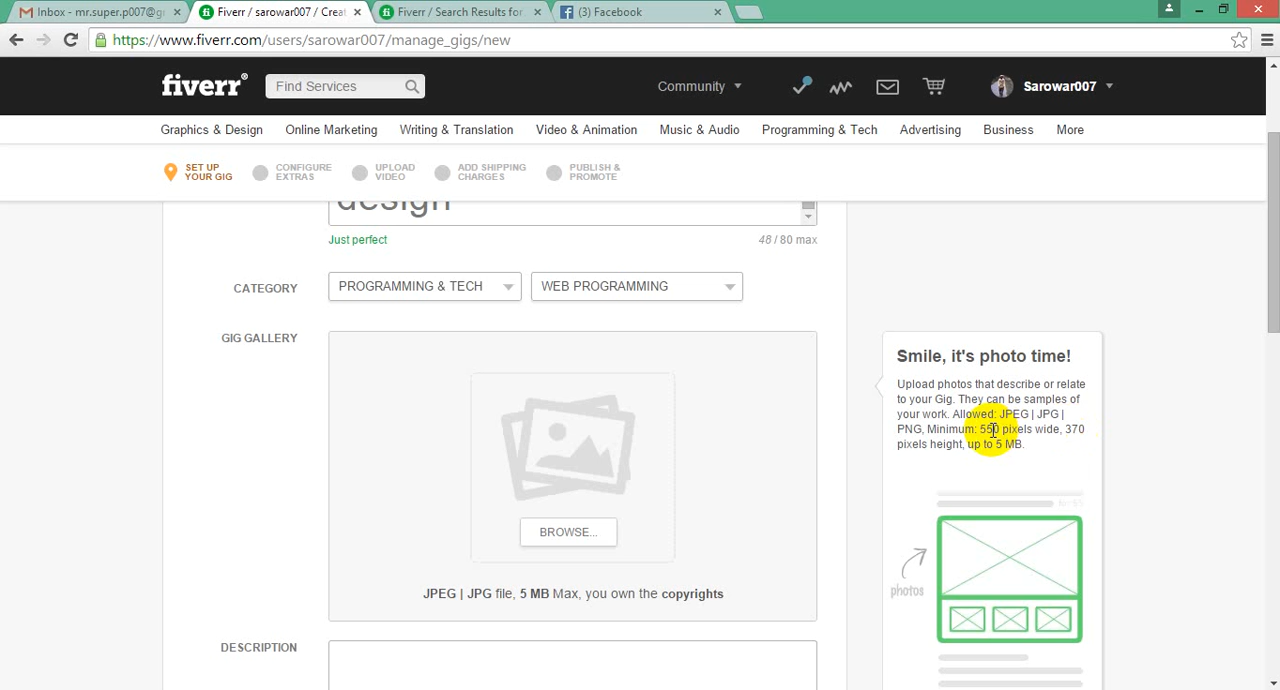 Inbox - mr.super.p007@g
Fiverr / sarowar007 / Creat
Fiverr / Search Results for
(3) Facebook
https://www.fiverr.com/users/sarowar007/manage_gigs/new
fiverr®
Find Services
Community
Sarowar007
Graphics & Design
Online Marketing
Writing & Translation
Video & Animation
Music & Audio
Programming & Tech
Advertising
Business
More
SET UP
YOUR GIG
CONFIGURE
EXTRAS
UPLOAD
VIDEO
ADD SHIPPING
CHARGES
PUBLISH &
PROMOTE
design
Just perfect
48 / 80 max
CATEGORY
PROGRAMMING & TECH
WEB PROGRAMMING
GIG GALLERY
BROWSE...
JPEG | JPG file, 5 MB Max, you own the copyrights
Smile, it's photo time!
Upload photos that describe or relate
to your Gig. They can be samples of
your work. Allowed: JPEG | JPG |
PNG, Minimum: 550 pixels wide, 370
pixels height, up to 5 MB.
photos
DESCRIPTION